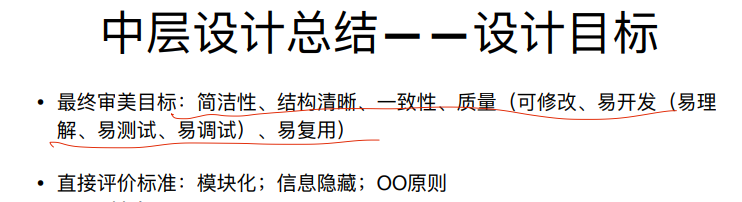 中层设计总结——设计目标
• 最终审美目标：简洁性、结构清晰、一致性、质量（可修改、易开发（易理
解、易测试、易调试）、易复用）
• 直接评价标准：模块化；信息隐藏；OO原则